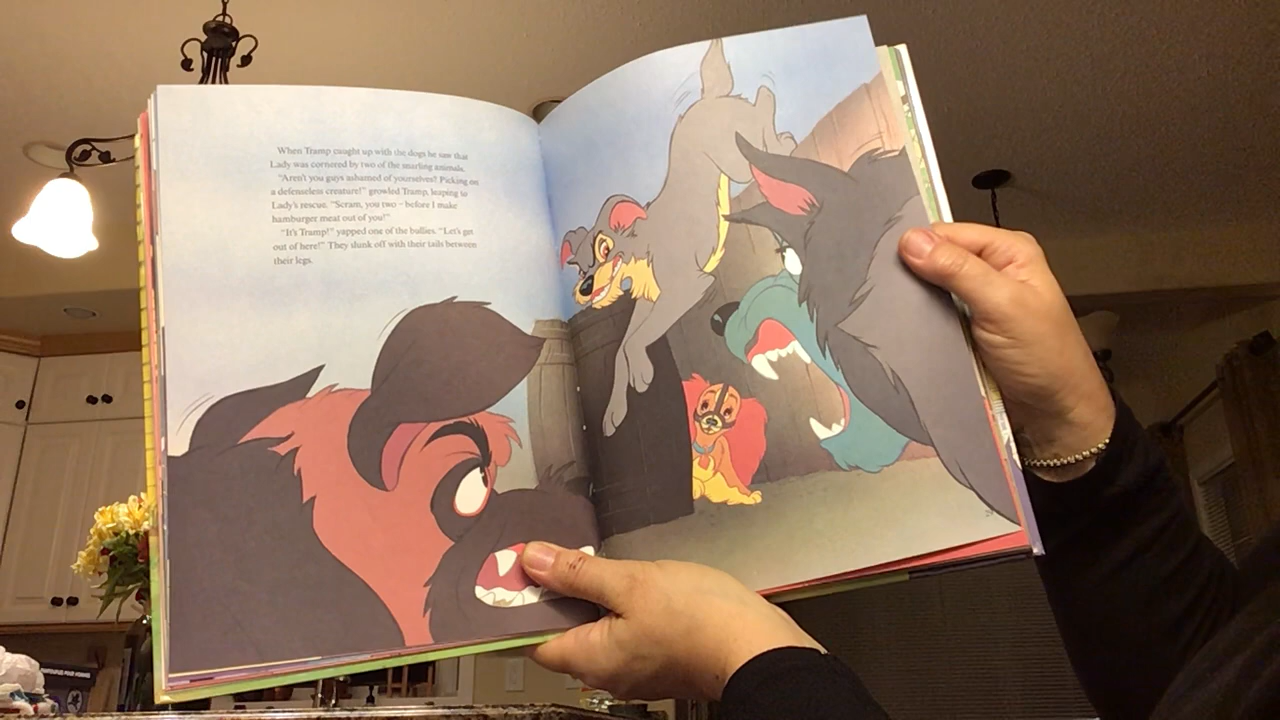 When Tramp caught up with the dogs he saw that
Lady was cornered by two of the snarling animals.
"Aren't you guys ashamed of yourselves? Picking on
a defenseless creature!" growled Tramp, leaping to
Lady's rescue. "Scram, you two – before I make
hamburger meat out of you!"
"It's Tramp!" yapped one of the bullies. "Let's get
out of here!" They slunk off with their tails between
their legs.